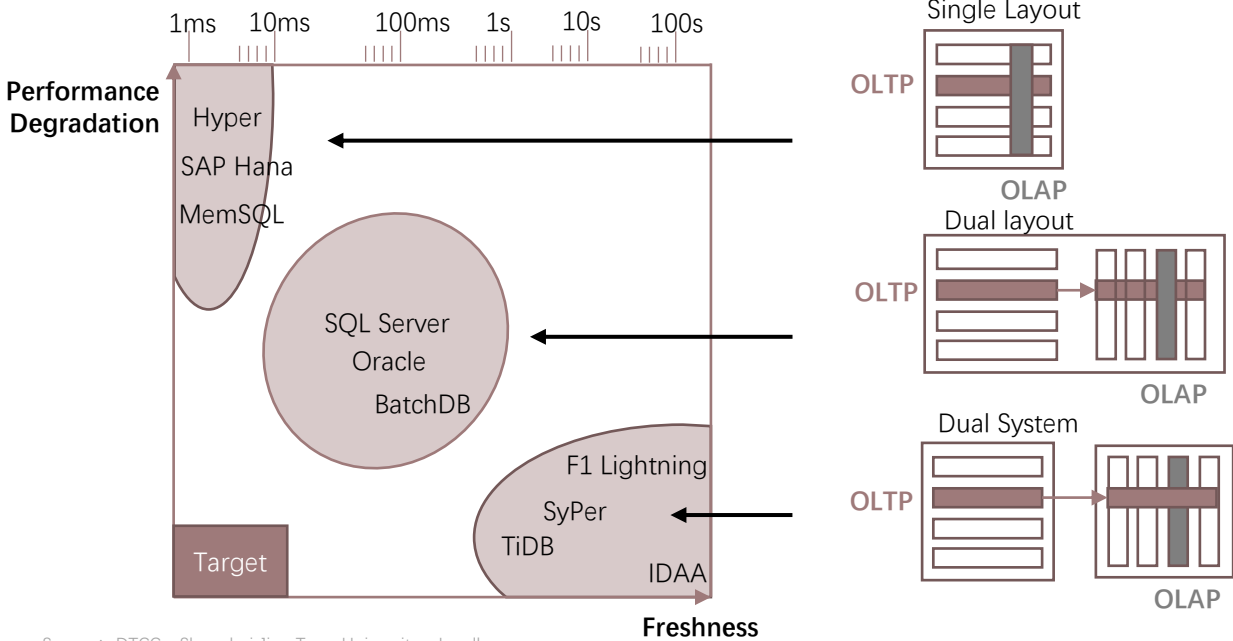 1ms 10ms 100ms 1s 10s 100s
Performance
Degradation
Hyper
SAP Hana
MemSQL
SQL Server
Oracle
BatchDB
F1 Lightning
SyPer
TiDB
IDAA
Target
Freshness
Single Layout
OLTP
OLAP
Dual layout
OLTP
OLAP
Dual System
OLTP
OLAP